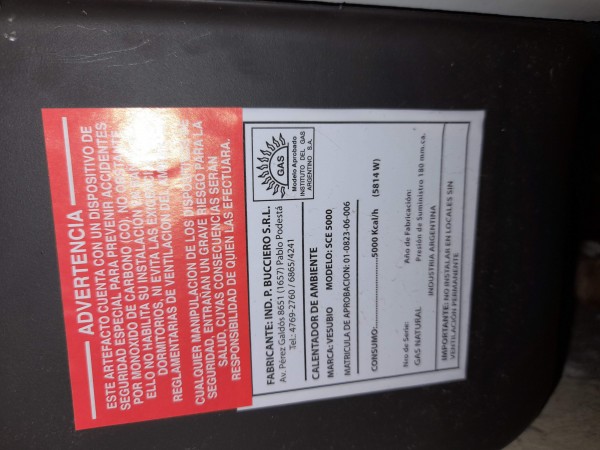 ADVERTENCIA
ESTE ARTEFACTO CUENTA CON UN DISPOSITIVO DE
SEGURIDAD ESPECIAL PARA PREVENIR ACCIDENTES
POR MONOXIDO DE CARBONO (CO), NO OBSTANTE
ELLO NO HABILITA SU INSTALACION EN
DORMITORIOS, NI EVITA LAS EXIGENCIAS
REGLAMENTARIAS DE VENTILACION DEL AMBIENTE
CUALQUIER MANIPULACION DE LOS DISPOSITIVOS DE
SEGURIDAD, ENTRAÑAN UN GRAVE RIESGO PARA LA
SALUD, CUYAS CONSECUENCIAS SERAN
RESPONSIBILIDAD DE QUIEN LAS EFECTUARA.
FABRICANTE: IND. P. BUCCIERO S.R.L.
Av. Pérez Galdós 8651 (1657) Pablo Podestá
Tel.: 4769-2760 / 6865/4241
GAS
Modelo Aprobado
INSTITUTO DEL GAS
ARGENTINO S.A.
CALENTADOR DE AMBIENTE
MARCA: VESUBIO MODELO: SCE 5000
MATRICULA DE APROBACION: 01-0823-06-006
CONSUMO:....................5000 Kcal/h (5814 W)
Nro de Serie: Año de Fabricación:
GAS NATURAL Presión de Suministro 180 mm.ca.
INDUSTRIA ARGENTINA
IMPORTANTE: NO INSTALAR EN LOCALES SIN
VENTILACIÓN PERMANENTE